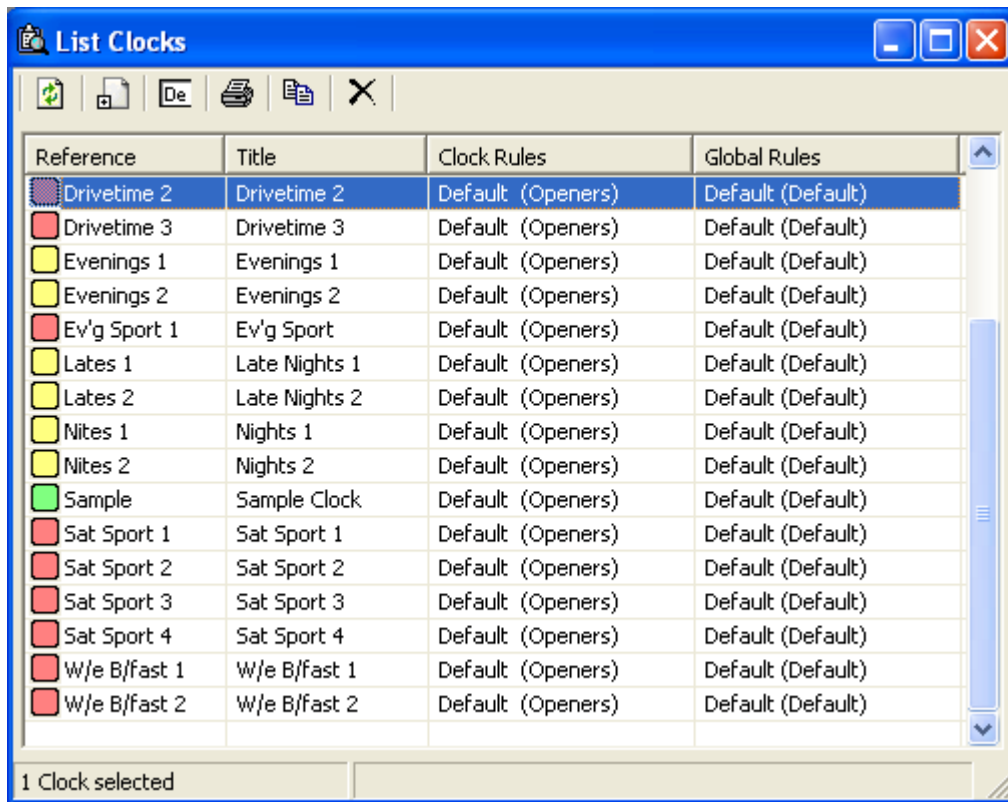 List Clocks
De
Reference Title Clock Rules Global Rules
Drivetime 2 Drivetime 2 Default (Openers) Default (Default)
Drivetime 3 Drivetime 3 Default (Openers) Default (Default)
Evenings 1 Evenings 1 Default (Openers) Default (Default)
Evenings 2 Evenings 2 Default (Openers) Default (Default)
Ev'g Sport 1 Ev'g Sport Default (Openers) Default (Default)
Lates 1 Late Nights 1 Default (Openers) Default (Default)
Lates 2 Late Nights 2 Default (Openers) Default (Default)
Nites 1 Nights 1 Default (Openers) Default (Default)
Nites 2 Nights 2 Default (Openers) Default (Default)
Sample Sample Clock Default (Openers) Default (Default)
Sat Sport 1 Sat Sport 1 Default (Openers) Default (Default)
Sat Sport 2 Sat Sport 2 Default (Openers) Default (Default)
Sat Sport 3 Sat Sport 3 Default (Openers) Default (Default)
Sat Sport 4 Sat Sport 4 Default (Openers) Default (Default)
W/e B/fast 1 W/e B/fast 1 Default (Openers) Default (Default)
W/e B/fast 2 W/e B/fast 2 Default (Openers) Default (Default)
1 Clock selected